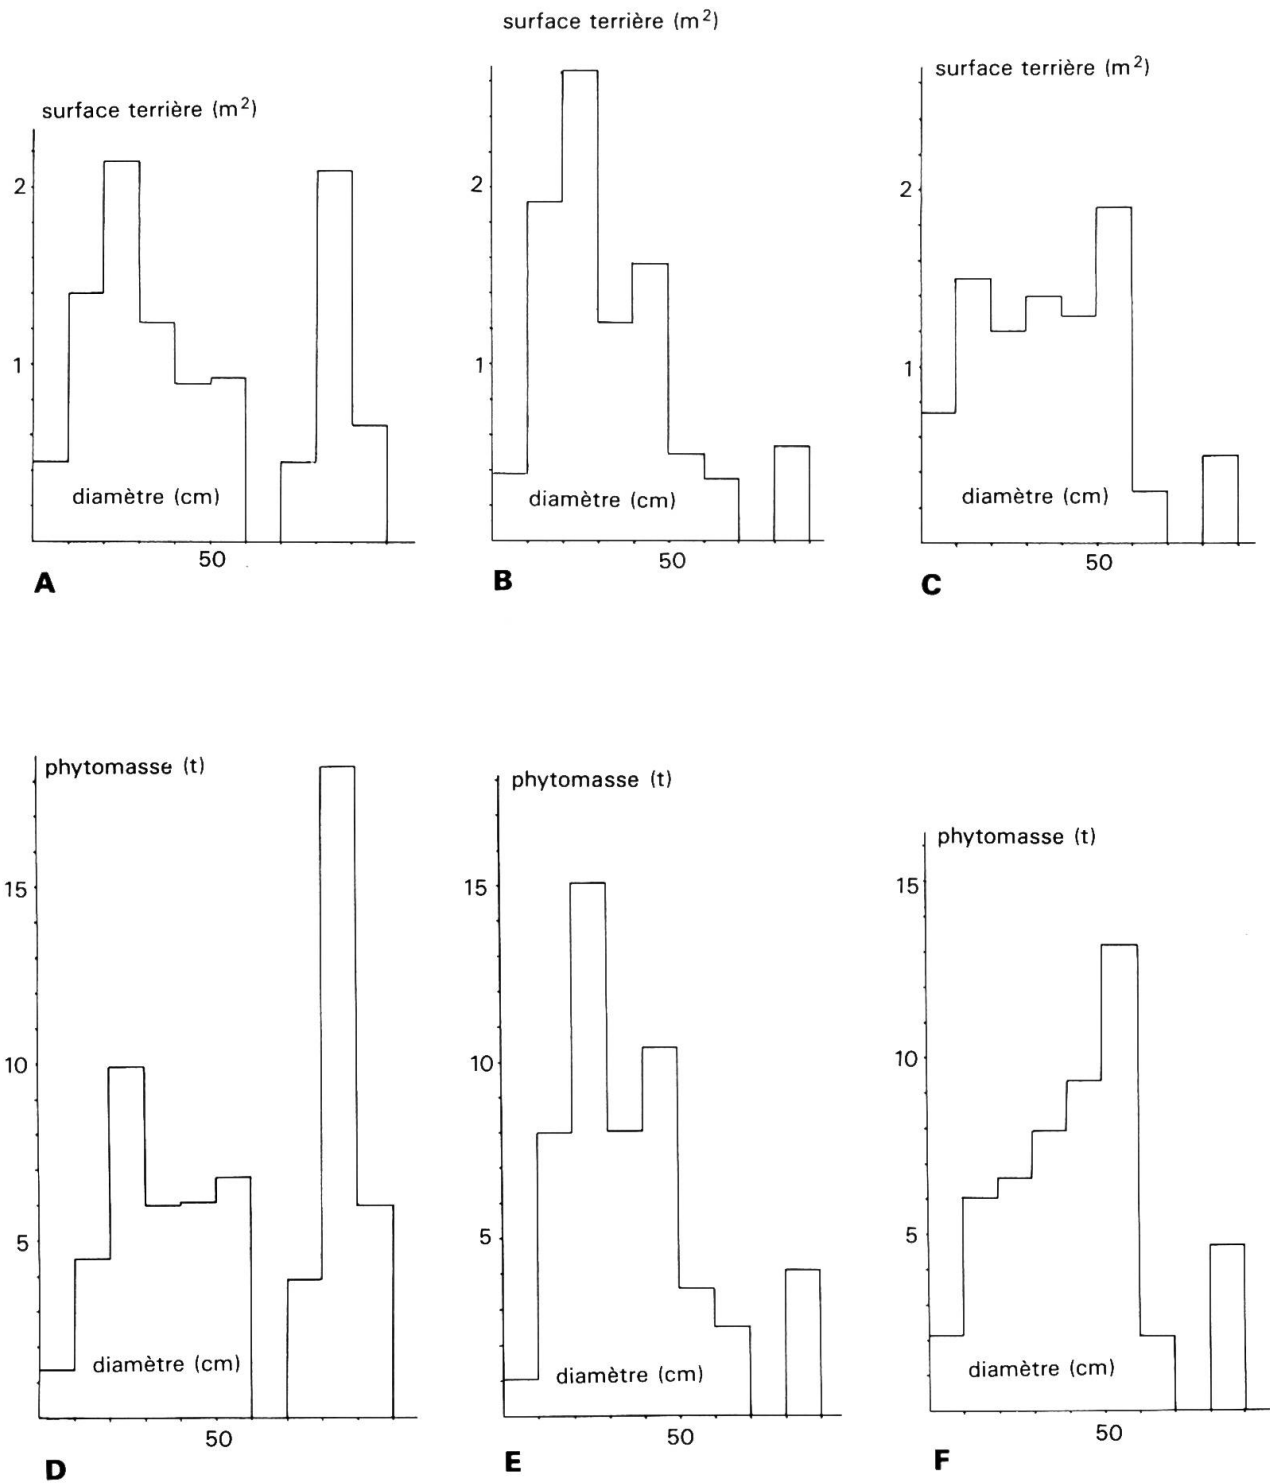 surface terrière (m²)
2
1
diamètre (cm)
50
A
surface terrière (m²)
2
1
diamètre (cm)
50
B
surface terrière (m²)
2
1
diamètre (cm)
50
C
phytomasse (t)
15
10
5
diamètre (cm)
50
D
phytomasse (t)
15
10
5
diamètre (cm)
50
E
phytomasse (t)
15
10
5
diamètre (cm)
50
F